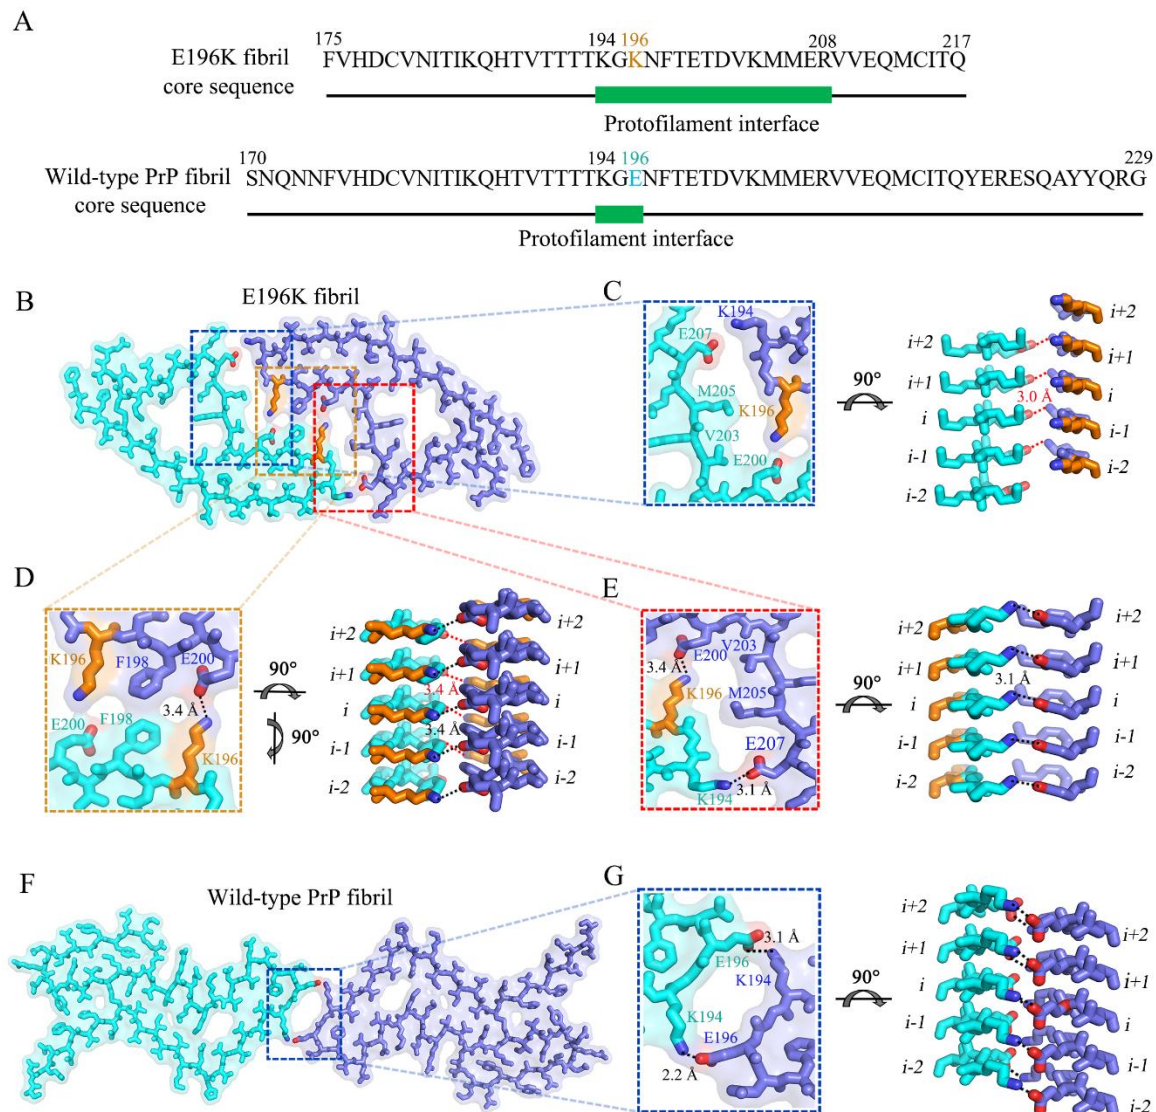 A
175 194 196 208 217
E196K fibril
core sequence
FVHDCVNITIKQHTVTTTTKGKNFTETDVKMMERVVEQMCITQ
Protofilament interface
170 194 196 229
Wild-type PrP fibril
core sequence
SNQNNFVHDCVNITIKQHTVTTTTKGENFTETDVKMMERVVEQMCITQYERESQAYYQRG
Protofilament interface
B
E196K fibril
C
K194
E207
M205
K196
V203
E200
90°
i+2
i+1
i
i-1
i-2
3.0 Å
i+2
i+1
i
i-1
i-2
D
K196
F198
E200
3.4 Å
E200
F198
K196
90°
90°
i+2
i+1
i
i-1
i-2
3.4 Å
3.4 Å
i+2
i+1
i
i-1
i-2
E
V203
3.4 Å
E200
K196
M205
E207
K194
3.1 Å
90°
i+2
i+1
i
i-1
i-2
3.1 Å
i+2
i+1
i
i-1
i-2
F
Wild-type PrP fibril
G
3.1 Å
E196
K194
K194
E196
2.2 Å
90°
i+2
i+1
i
i-1
i-2
i+2
i+1
i
i-1
i-2